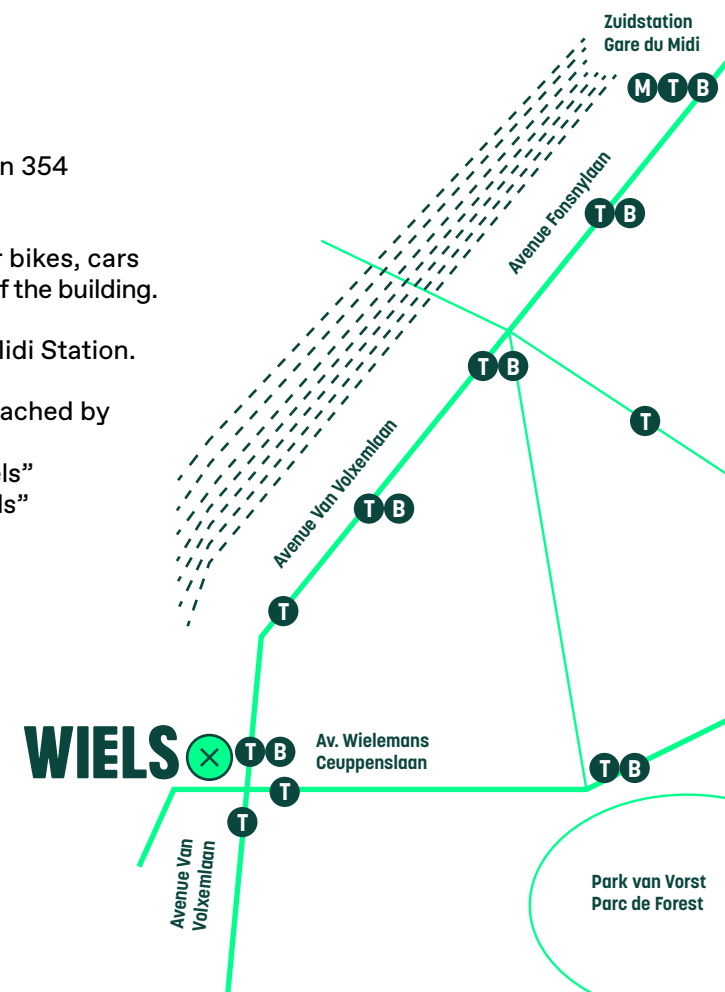 n 354
r bikes, cars
f the building.
idi Station.
ached by
ls”
ls”
Zuidstation
Gare du Midi
M T B
Avenue Fonsnylaan
T B
T B
T
Avenue Van Volxemlaan
T B
T
WIELS
T B
Av. Wielemans
Ceuppenslaan
T
T B
T
Avenue Van
Volxemlaan
Park van Vorst
Parc de Forest